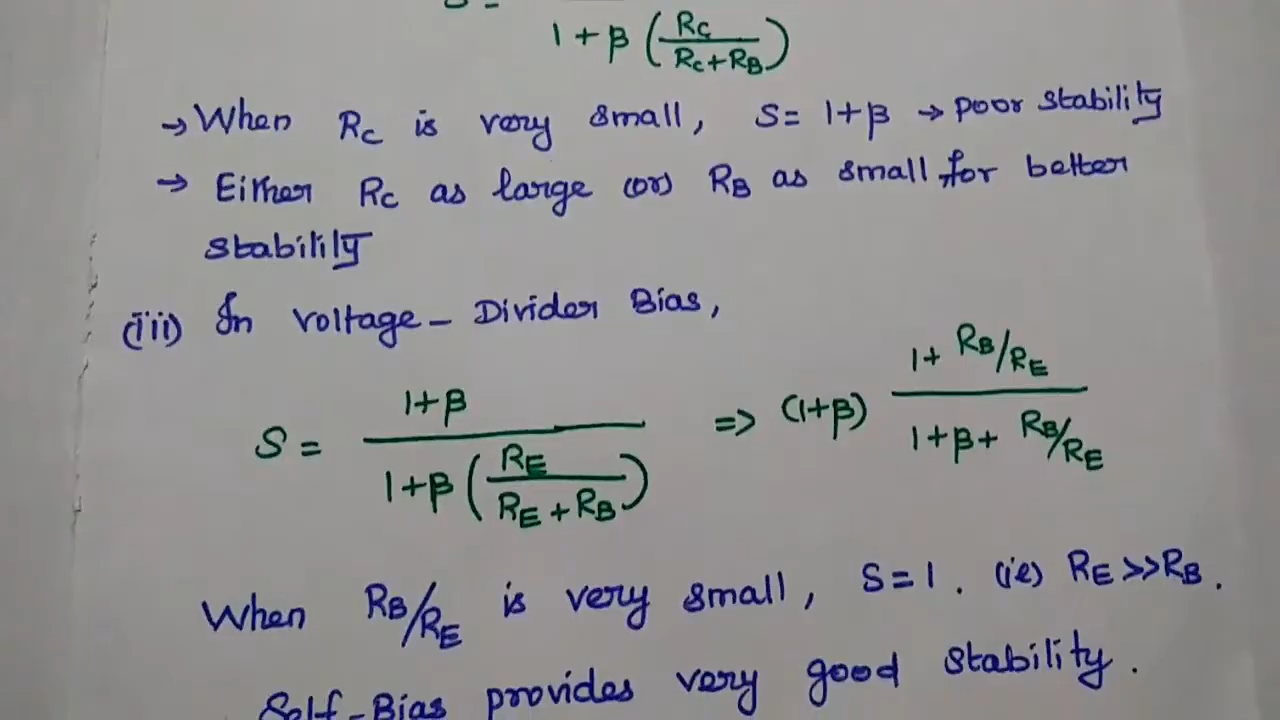 S =
1 + β (RC / RC + RB)
→ When RC is very small, S = 1+β → poor stability
→ Either RC as large (or) RB as small for better
stability
(iii) In Voltage - Divider Bias,
S = 1+β / 1+β (RE / RE + RB) => (1+β) 1+ RB/RE / 1+β+ RB/RE
When RB/RE is very small, S=1. (ie) RE >> RB.
Self-Bias provides very good stability.